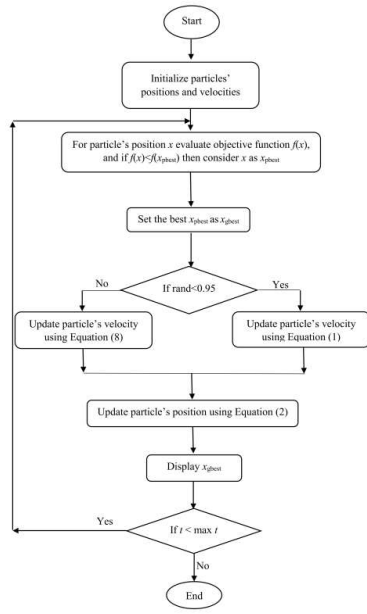 Start
Initialize particles'
positions and velocities
For particle's position x evaluate objective function f(x),
and if f(x)<f(xpbest) then consider x as xpbest
Set the best xpbest as xgbest
If rand<0.95
No
Yes
Update particle's velocity
using Equation (8)
Update particle's velocity
using Equation (1)
Update particle's position using Equation (2)
Display xgbest
If t < max t
Yes
No
End